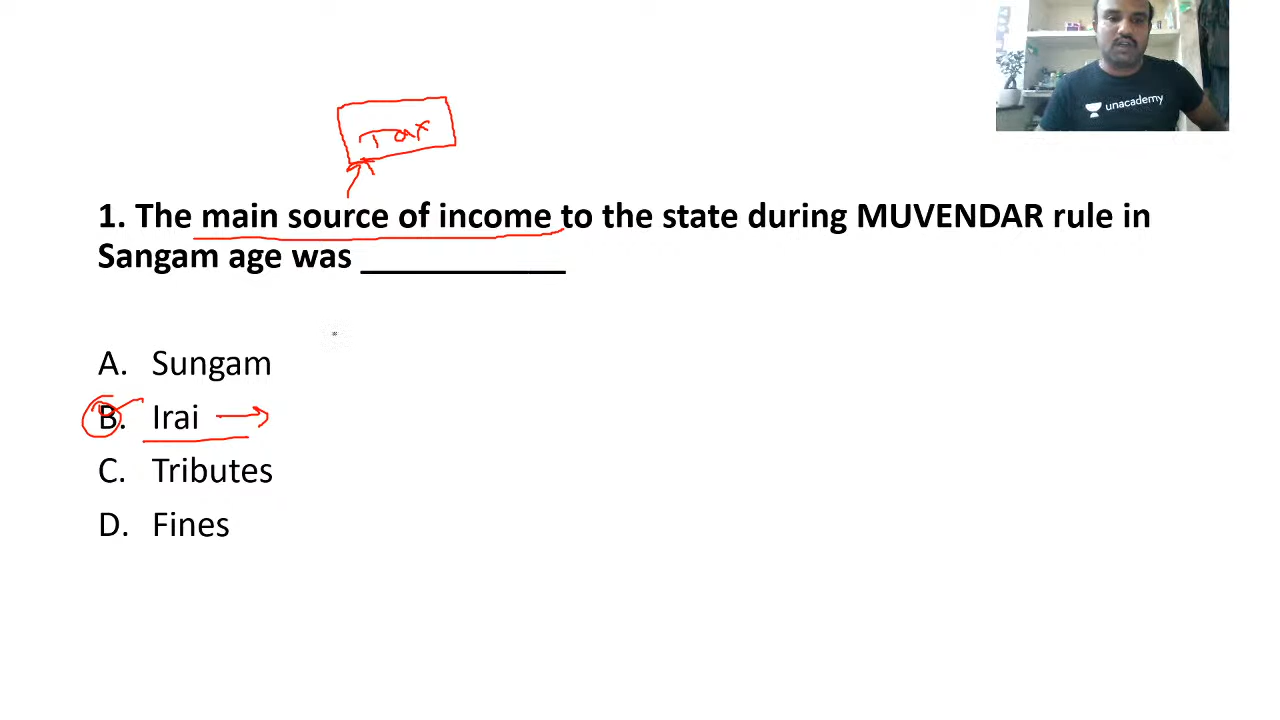 unacademy
Tax
1. The main source of income to the state during MUVENDAR rule in
Sangam age was ____________
A. Sungam
B. Irai
C. Tributes
D. Fines